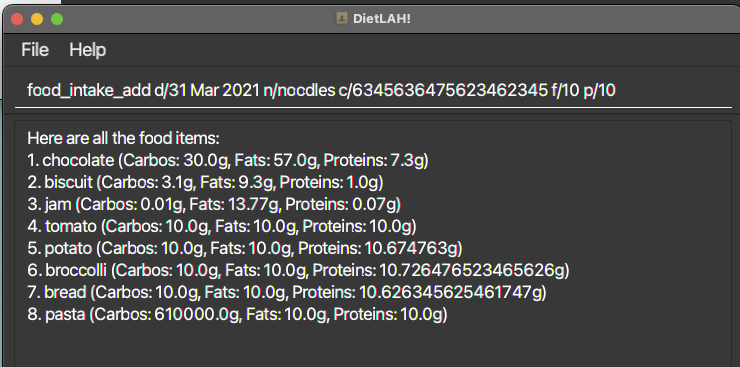 DietLAH!
File Help
food_intake_add d/31 Mar 2021 n/nocdles c/6345636475623462345 f/10 p/10
Here are all the food items:
1. chocolate (Carbos: 30.0g, Fats: 57.0g, Proteins: 7.3g)
2. biscuit (Carbos: 3.1g, Fats: 9.3g, Proteins: 1.0g)
3. jam (Carbos: 0.01g, Fats: 13.77g, Proteins: 0.07g)
4. tomato (Carbos: 10.0g, Fats: 10.0g, Proteins: 10.0g)
5. potato (Carbos: 10.0g, Fats: 10.0g, Proteins: 10.674763g)
6. broccolli (Carbos: 10.0g, Fats: 10.0g, Proteins: 10.726476523465626g)
7. bread (Carbos: 10.0g, Fats: 10.0g, Proteins: 10.626345625461747g)
8. pasta (Carbos: 610000.0g, Fats: 10.0g, Proteins: 10.0g)